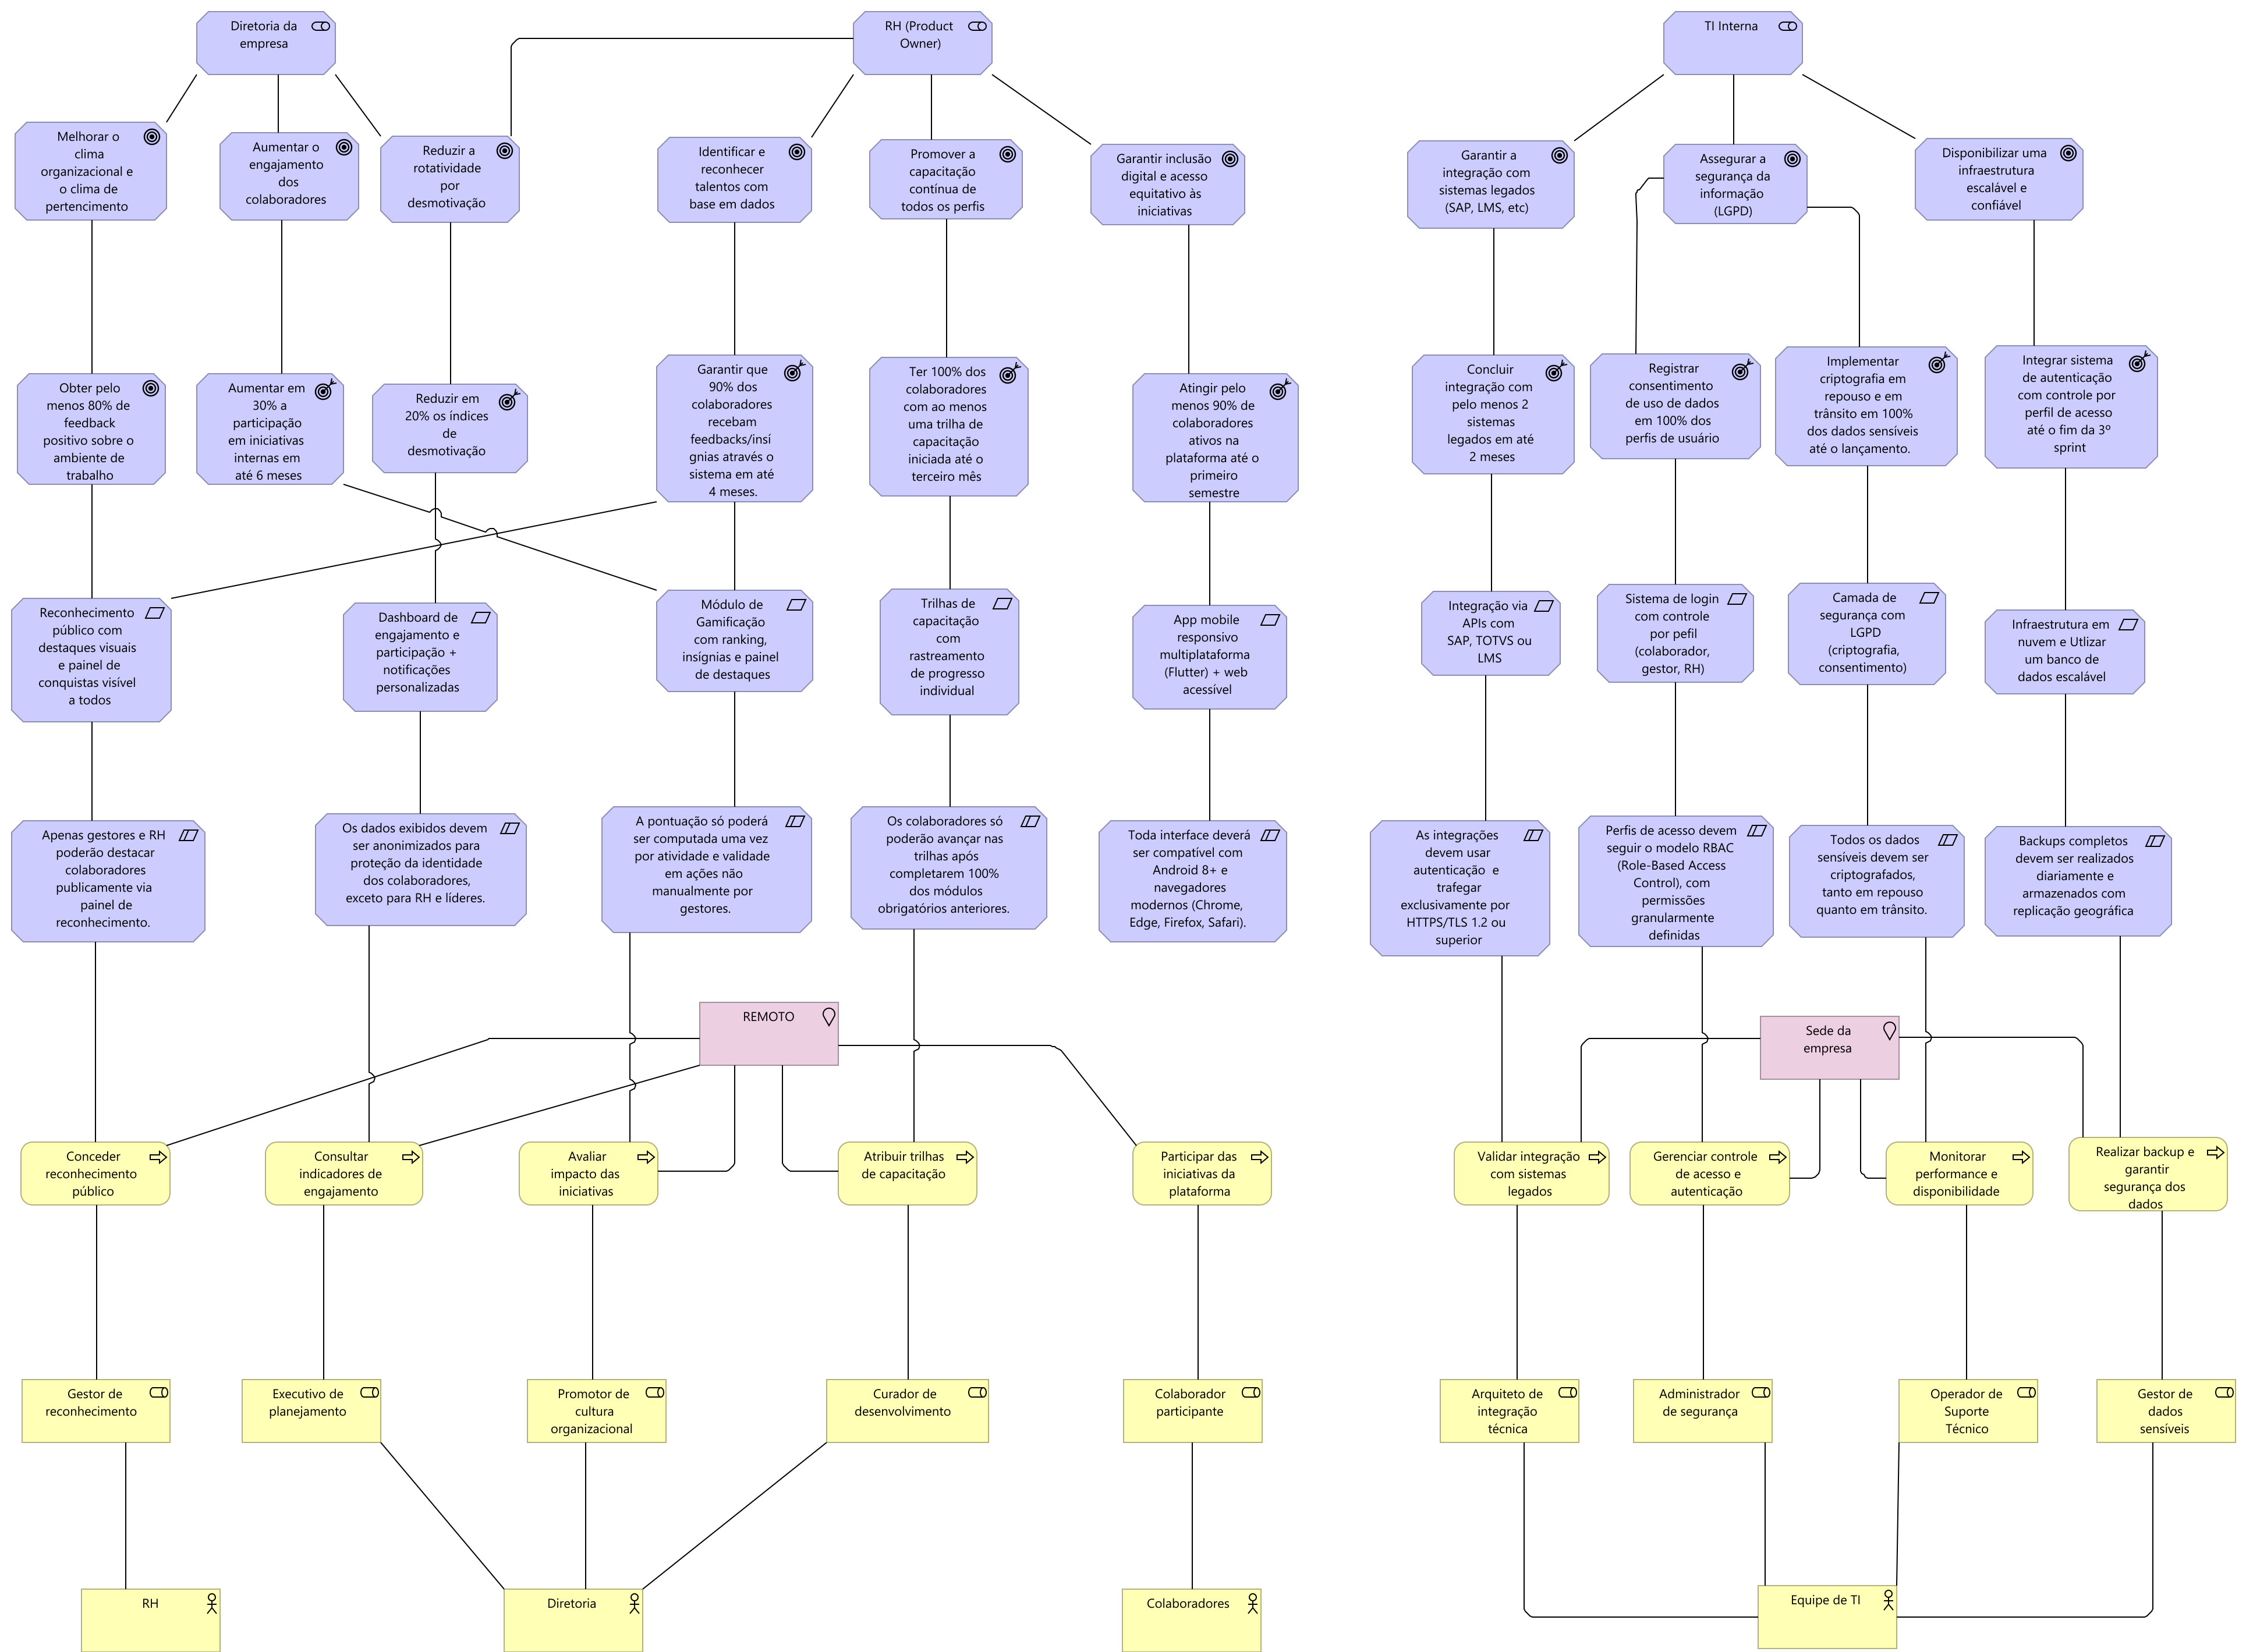 Diretoria da
empresa
RH (Product
Owner)
TI Interna
Melhorar o
clima
organizacional e
o clima de
pertencimento
Aumentar o
engajamento
dos
colaboradores
Reduzir a
rotatividade
por
desmotivação
Identificar e
reconhecer
talentos com
base em dados
Promover a
capacitação
contínua de
todos os perfis
Garantir inclusão
digital e acesso
equitativo às
iniciativas
Garantir a
integração com
sistemas legados
(SAP, LMS, etc)
Assegurar a
segurança da
informação
(LGPD)
Disponibilizar uma
infraestrutura
escalável e
confiável
Obter pelo
menos 80% de
feedback
positivo sobre o
ambiente de
trabalho
Aumentar em
30% a
participação
em iniciativas
internas em
até 6 meses
Reduzir em
20% os índices
de
desmotivação
Garantir que
90% dos
colaboradores
recebam
feedbacks/insí
gnias através o
sistema em até
4 meses.
Ter 100% dos
colaboradores
com ao menos
uma trilha de
capacitação
iniciada até o
terceiro mês
Atingir pelo
menos 90% de
colaboradores
ativos na
plataforma até o
primeiro
semestre
Concluir
integração com
pelo menos 2
sistemas
legados em até
2 meses
Registrar
consentimento
de uso de dados
em 100% dos
perfis de usuário
Implementar
criptografia em
repouso e em
trânsito em 100%
dos dados sensíveis
até o lançamento.
Integrar sistema
de autenticação
com controle por
perfil de acesso
até o fim da 3º
sprint
Reconhecimento
público com
destaques visuais
e painel de
conquistas visível
a todos
Dashboard de
engajamento e
participação +
notificações
personalizadas
Módulo de
Gamificação
com ranking,
insígnias e painel
de destaques
Trilhas de
capacitação
com
rastreamento
de progresso
individual
App mobile
responsivo
multiplataforma
(Flutter) + web
acessível
Integração via
APIs com
SAP, TOTVS ou
LMS
Sistema de login
com controle
por pefil
(colaborador,
gestor, RH)
Camada de
segurança com
LGPD
(criptografia,
consentimento)
Infraestrutura em
nuvem e Utlizar
um banco de
dados escalável
Apenas gestores e RH
poderão destacar
colaboradores
publicamente via
painel de
reconhecimento.
Os dados exibidos devem
ser anonimizados para
proteção da identidade
dos colaboradores,
exceto para RH e líderes.
A pontuação só poderá
ser computada uma vez
por atividade e validade
em ações não
manualmente por
gestores.
Os colaboradores só
poderão avançar nas
trilhas após
completarem 100%
dos módulos
obrigatórios anteriores.
Toda interface deverá
ser compatível com
Android 8+ e
navegadores
modernos (Chrome,
Edge, Firefox, Safari).
As integrações
devem usar
autenticação  e
trafegar
exclusivamente por
HTTPS/TLS 1.2 ou
superior
Perfis de acesso devem
seguir o modelo RBAC
(Role-Based Access
Control), com
permissões
granularmente
definidas
Todos os dados
sensíveis devem ser
criptografados,
tanto em repouso
quanto em trânsito.
Backups completos
devem ser realizados
diariamente e
armazenados com
replicação geográfica
REMOTO
Sede da
empresa
Conceder
reconhecimento
público
Consultar
indicadores de
engajamento
Avaliar
impacto das
iniciativas
Atribuir trilhas
de capacitação
Participar das
iniciativas da
plataforma
Validar integração
com sistemas
legados
Gerenciar controle
de acesso e
autenticação
Monitorar
performance e
disponibilidade
Realizar backup e
garantir
segurança dos
dados
Gestor de
reconhecimento
Executivo de
planejamento
Promotor de
cultura
organizacional
Curador de
desenvolvimento
Colaborador
participante
Arquiteto de
integração
técnica
Administrador
de segurança
Operador de
Suporte
Técnico
Gestor de
dados
sensíveis
RH
Diretoria
Colaboradores
Equipe de TI